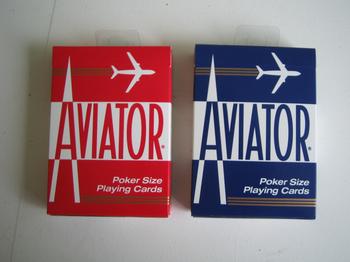 AVIATOR®
Poker Size
Playing Cards
AVIATOR®
Poker Size
Playing Cards